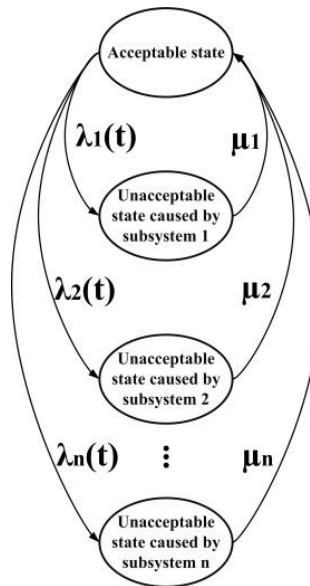 Acceptable state
λ1(t)
μ1
Unacceptable
state caused by
subsystem 1
λ2(t)
μ2
Unacceptable
state caused by
subsystem 2
λn(t)
⋮
μn
Unacceptable
state caused by
subsystem n